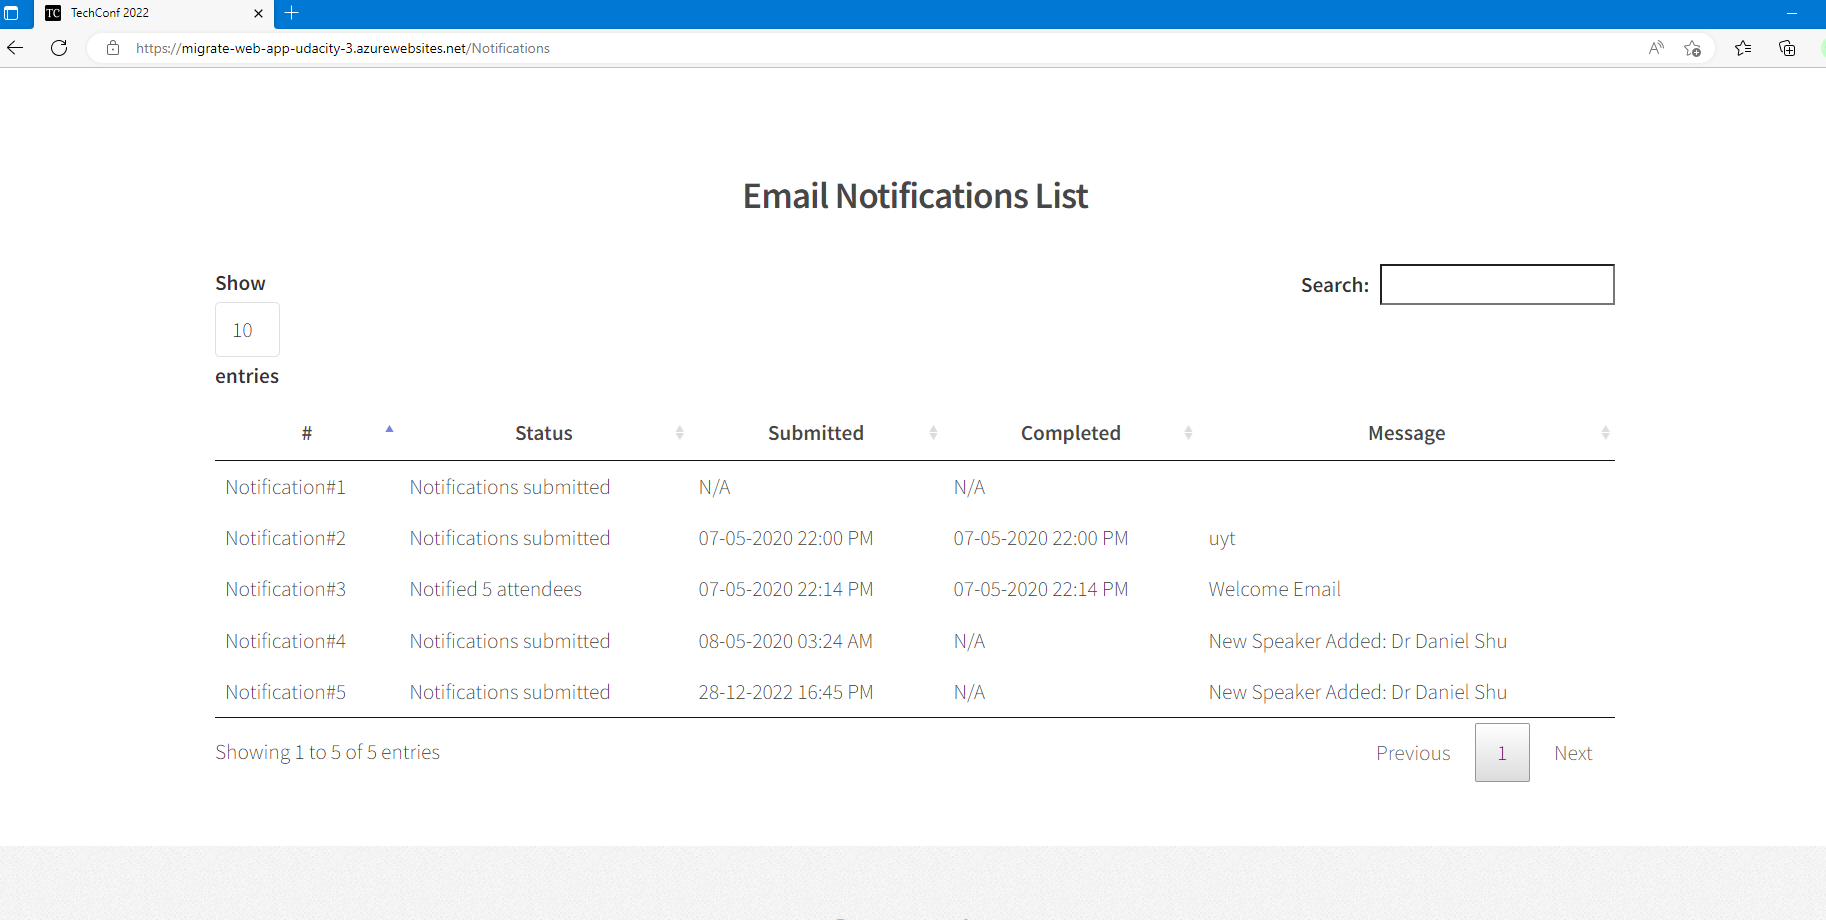 TC TechConf 2022
https://migrate-web-app-udacity-3.azurewebsites.net/Notifications
Email Notifications List
Show
10
entries
Search:
# Status Submitted Completed Message
Notification#1 Notifications submitted N/A N/A
Notification#2 Notifications submitted 07-05-2020 22:00 PM 07-05-2020 22:00 PM uyt
Notification#3 Notified 5 attendees 07-05-2020 22:14 PM 07-05-2020 22:14 PM Welcome Email
Notification#4 Notifications submitted 08-05-2020 03:24 AM N/A New Speaker Added: Dr Daniel Shu
Notification#5 Notifications submitted 28-12-2022 16:45 PM N/A New Speaker Added: Dr Daniel Shu
Showing 1 to 5 of 5 entries
Previous 1 Next